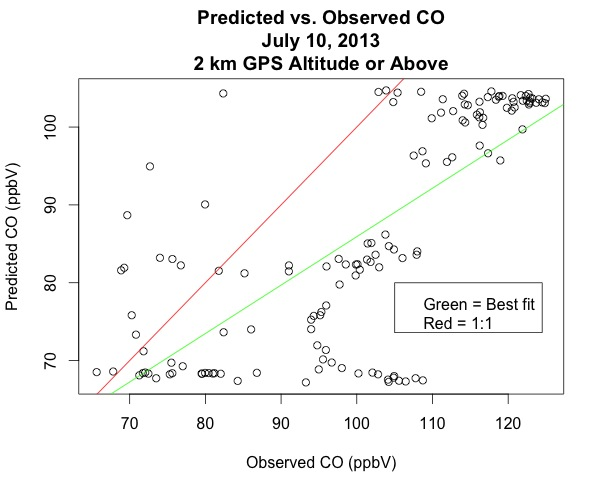 Predicted vs. Observed CO
July 10, 2013
2 km GPS Altitude or Above
Predicted CO (ppbV)
100
90
80
70
Green = Best fit
Red = 1:1
70 80 90 100 110 120
Observed CO (ppbV)